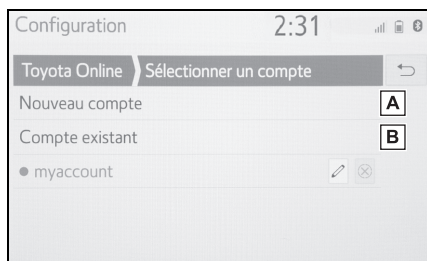 Configuration 2:31
Toyota Online Sélectionner un compte
Nouveau compte A
Compte existant B
myaccount